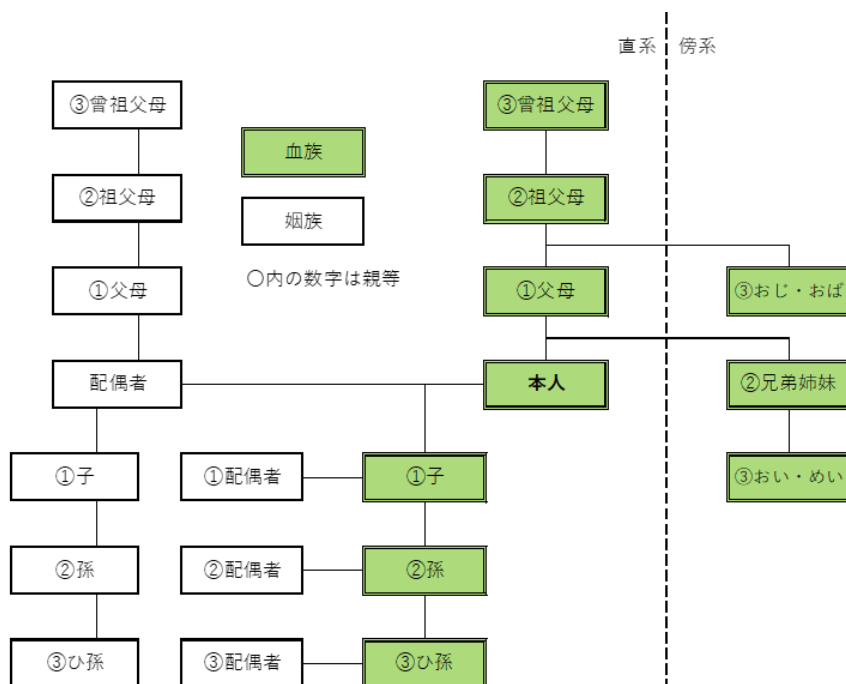 直系 傍系
③曾祖父母 ③曾祖父母
血族
②祖父母 ②祖父母
姻族
○内の数字は親等
①父母 ①父母 ③おじ・おば
配偶者 本人 ②兄弟姉妹
①子 ①配偶者 ①子 ③おい・めい
②孫 ②配偶者 ②孫
③ひ孫 ③配偶者 ③ひ孫